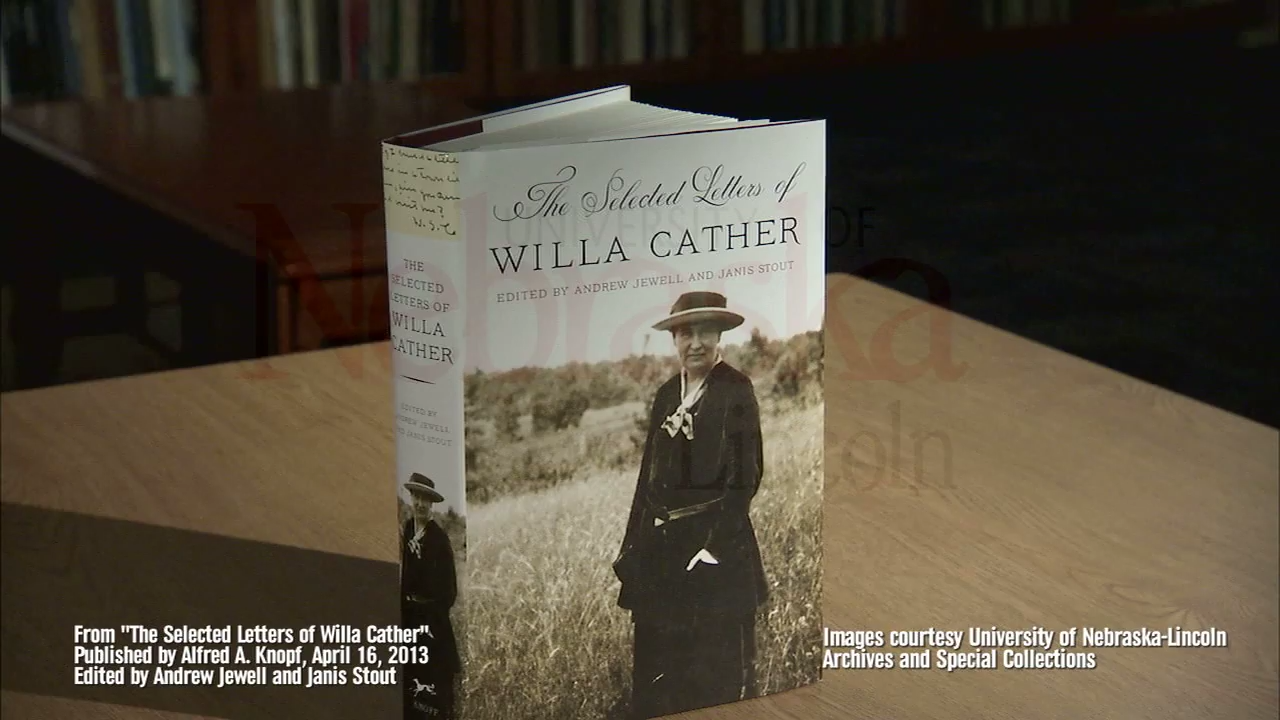 The Selected Letters of
WILLA CATHER
EDITED BY ANDREW JEWELL AND JANIS STOUT
THE
SELECTED
LETTERS OF
WILLA
CATHER
EDITED BY
ANDREW JEWELL
AND JANIS STOUT
KNOPF
UNIVERSITY OF
Nebraska
Lincoln
From "The Selected Letters of Willa Cather"
Published by Alfred A. Knopf, April 16, 2013
Edited by Andrew Jewell and Janis Stout
Images courtesy University of Nebraska-Lincoln
Archives and Special Collections